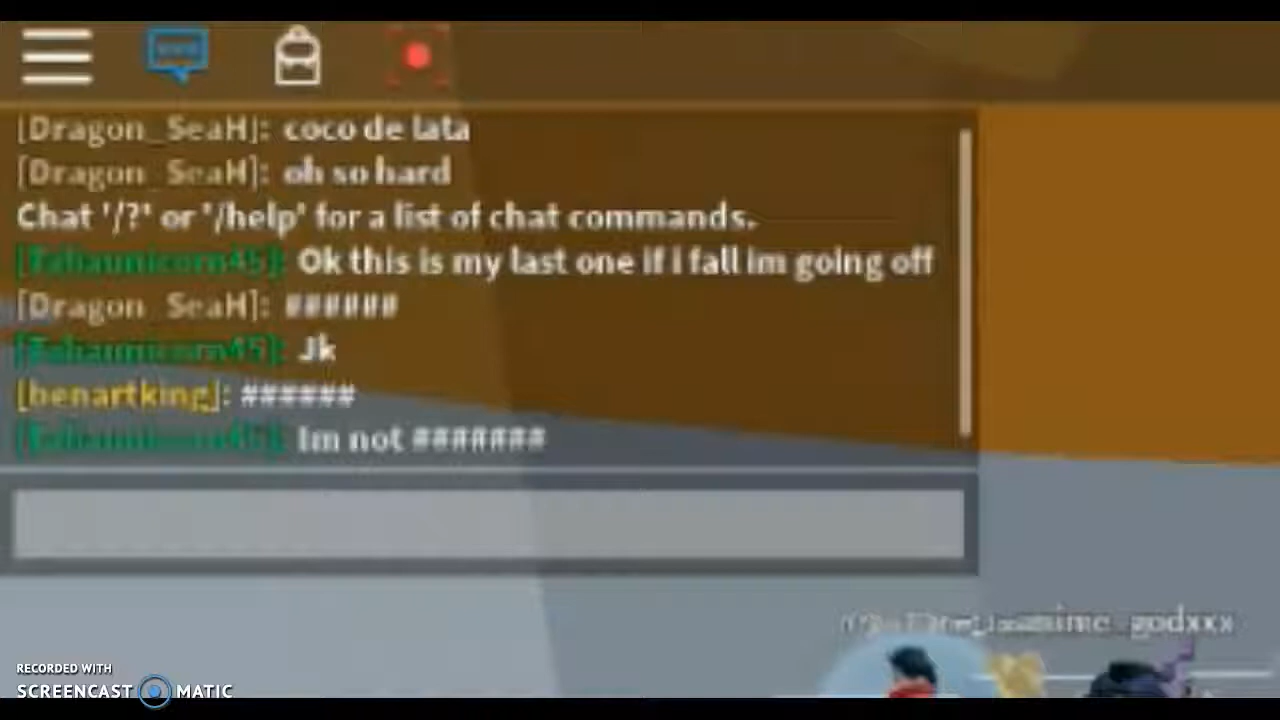 [Dragon_SeaH]: coco de lata
[Dragon_SeaH]: oh so hard
Chat '/?' or '/help' for a list of chat commands.
Ok this is my last one if i fall im going off
[Dragon_SeaH]: ######
Jk
[benartking]: ######
Im not #######
godxxx
RECORDED WITH
SCREENCAST MATIC